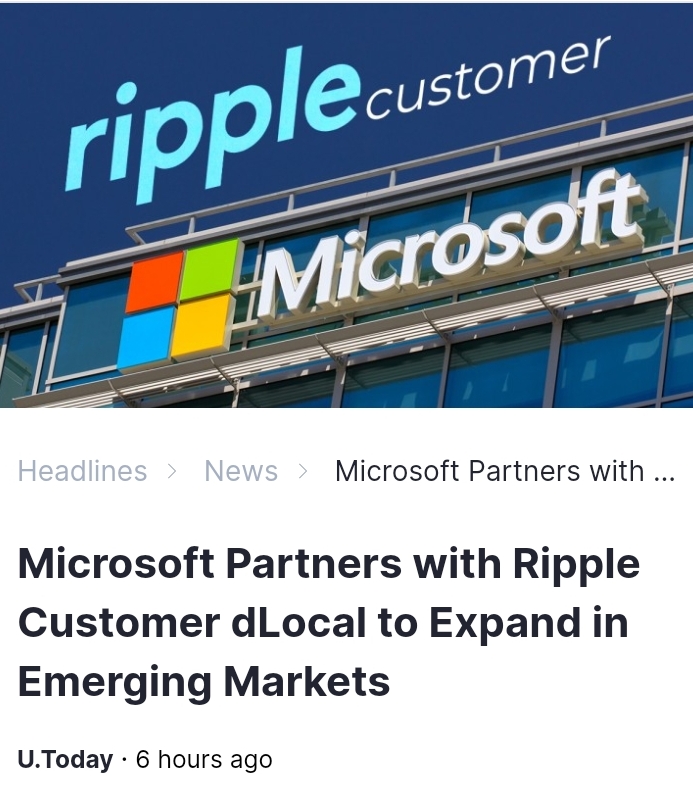 ripple customer
Microsoft
Headlines > News > Microsoft Partners with ...
Microsoft Partners with Ripple
Customer dLocal to Expand in
Emerging Markets
U.Today · 6 hours ago